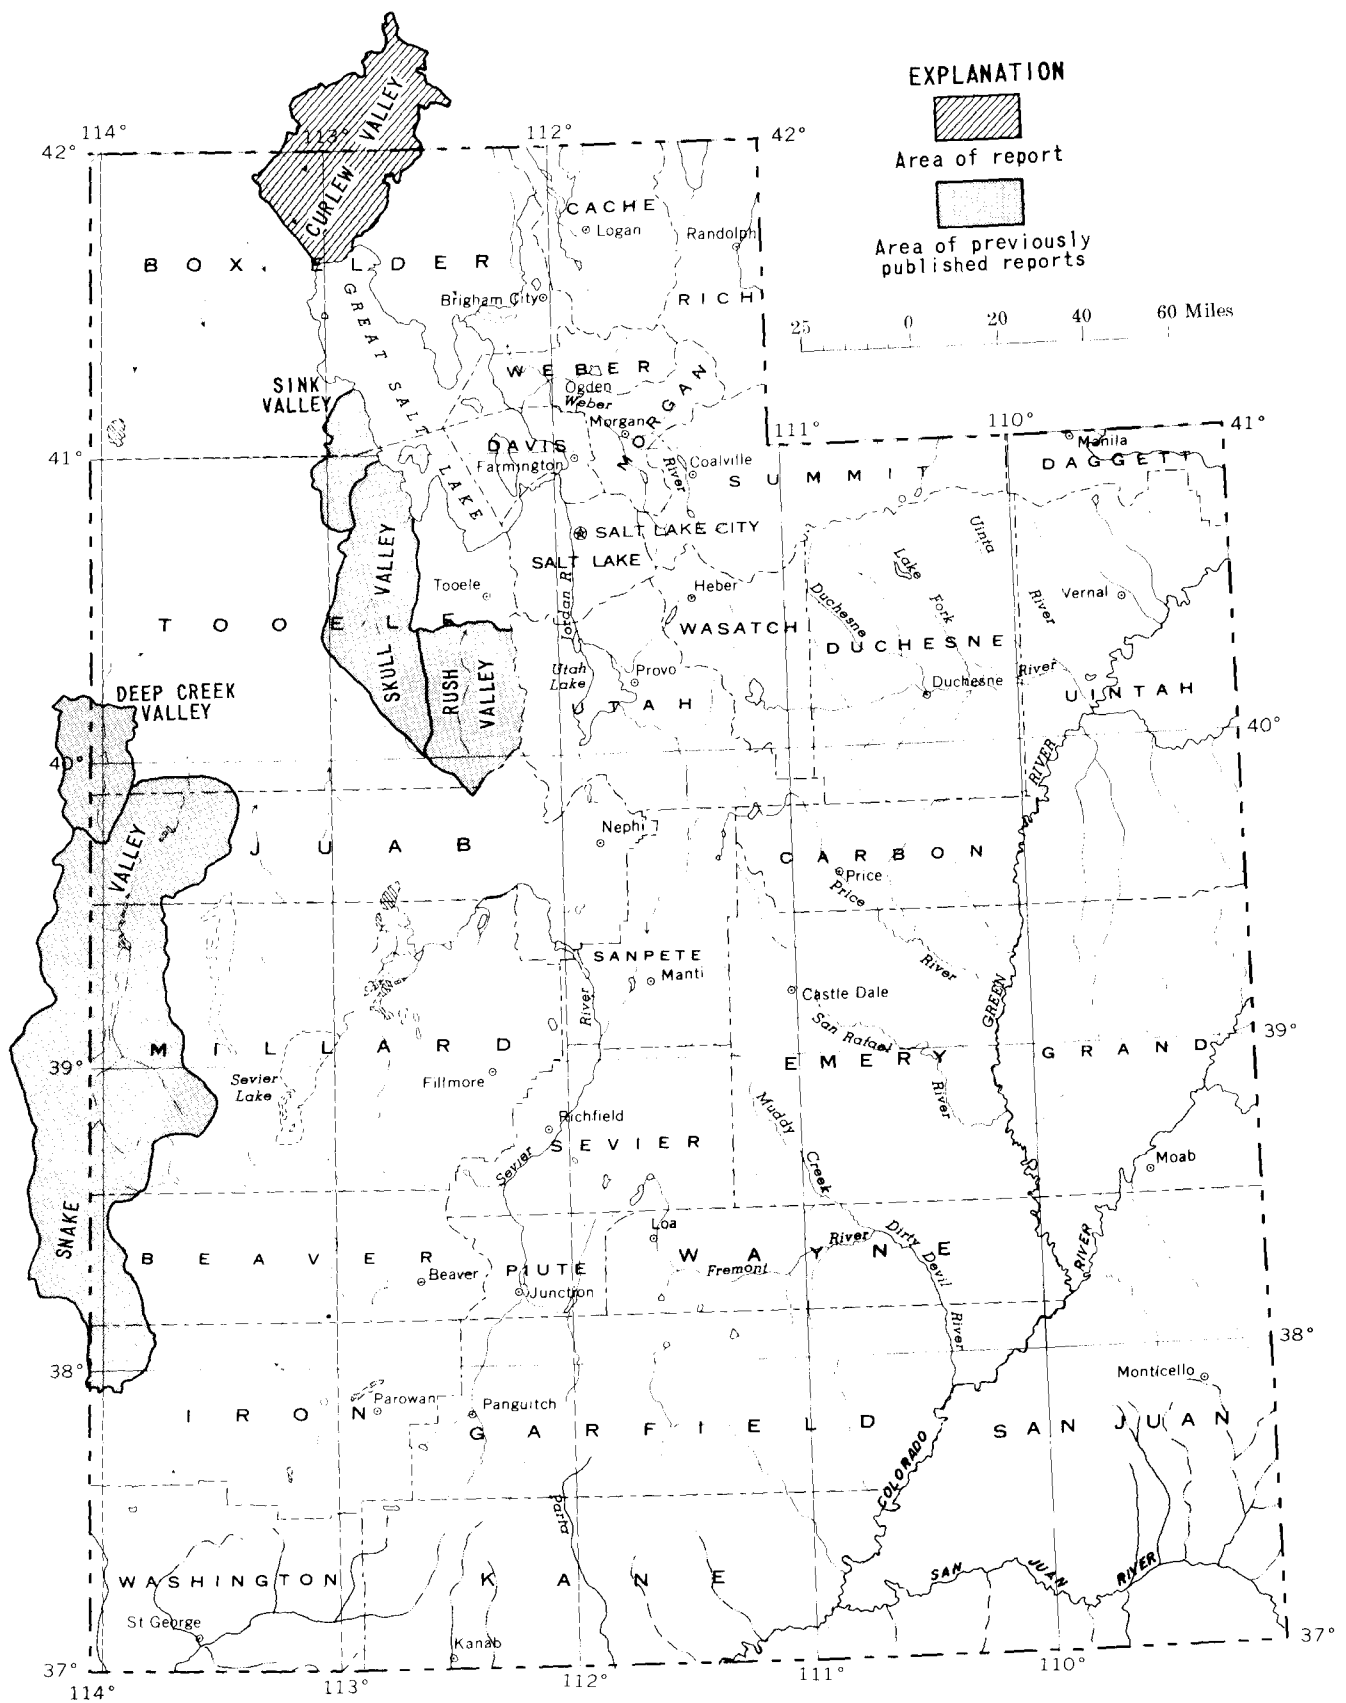 EXPLANATION
Area of report
Area of previously
published reports
25 0 20 40 60 Miles
114°
113°
112°
42°
42°
CURLEW VALLEY
CACHE
Logan
Randolph
BOX ELDER
Brigham City
RICH
GREAT SALT LAKE
WEBER
SINK
VALLEY
Ogden
Weber
River
MORGAN
Morgan
111°
110°
41°
Manila
DAVIS
Farmington
Coalville
41°
DAGGETT
SUMMIT
SALT LAKE CITY
SALT LAKE
Uinta
River
Lake
Fork
SKULL VALLEY
Tooele
Jordan R
Heber
Duchesne
River
Vernal
TOOELE
WASATCH
DUCHESNE
RUSH
VALLEY
Utah
Lake
Provo
Duchesne
DEEP CREEK
VALLEY
UTAH
UINTAH
40°
40°
GREEN RIVER
SNAKE VALLEY
Nephi
JUAB
CARBON
Price
Price
River
SANPETE
Manti
Castle Dale
Sevier
River
San Rafael
River
39°
MILLARD
EMERY
GRAND
39°
Sevier
Lake
Fillmore
Muddy
Creek
Richfield
SEVIER
Moab
Loa
Dirty Devil
River
BEAVER
Beaver
PIUTE
Junction
WAYNE
Fremont
River
COLORADO RIVER
38°
38°
Monticello
IRON
Parowan
Panguitch
GARFIELD
SAN JUAN
Paria
WASHINGTON
KANE
SAN JUAN RIVER
St George
Kanab
37°
37°
114°
113°
112°
111°
110°